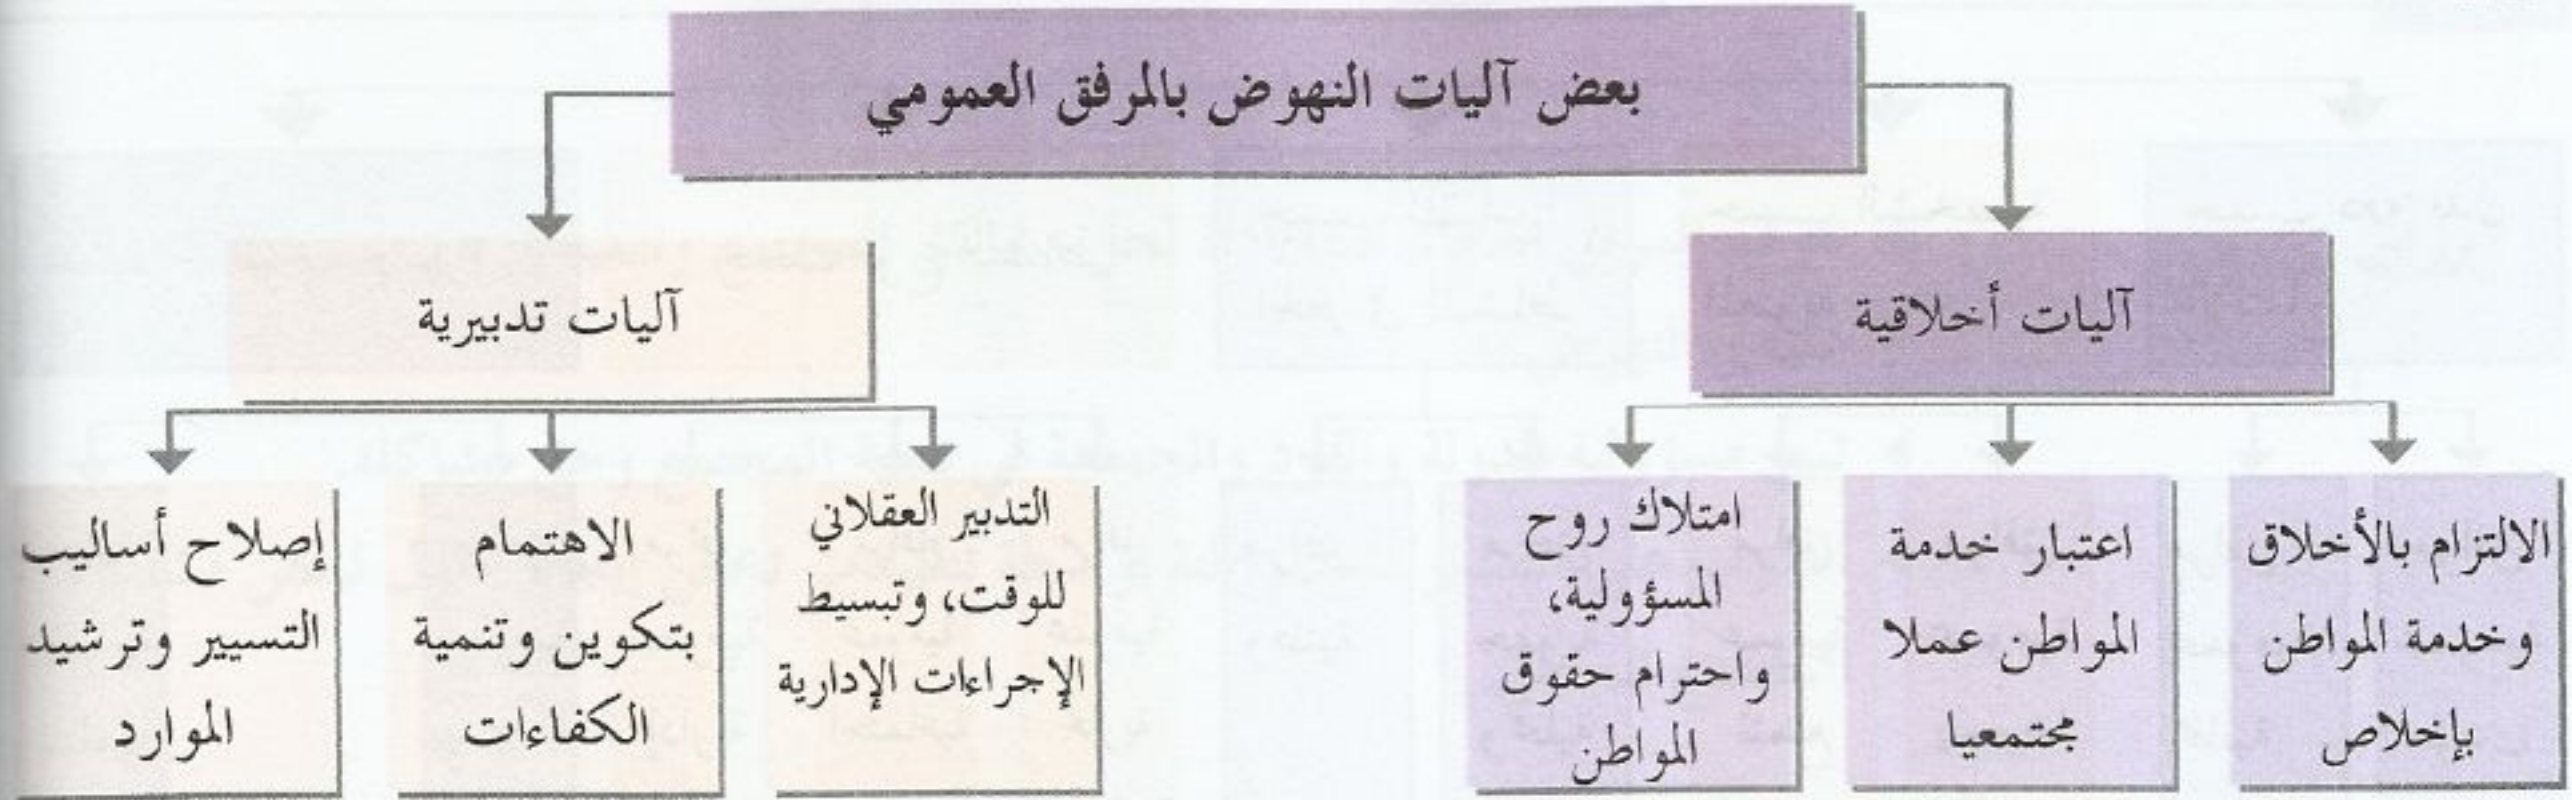 بعض آليات النهوض بالمرفق العمومي
آليات أخلاقية
آليات تدبيرية
الالتزام بالأخلاق
وخدمة المواطن
بإخلاص
اعتبار خدمة
المواطن عملا
مجتمعيا
امتلاك روح
المسؤولية،
واحترام حقوق
المواطن
التدبير العقلاني
للوقت، وتبسيط
الإجراءات الإدارية
الاهتمام
بتكوين وتنمية
الكفاءات
إصلاح أساليب
التسيير وترشيد
الموارد